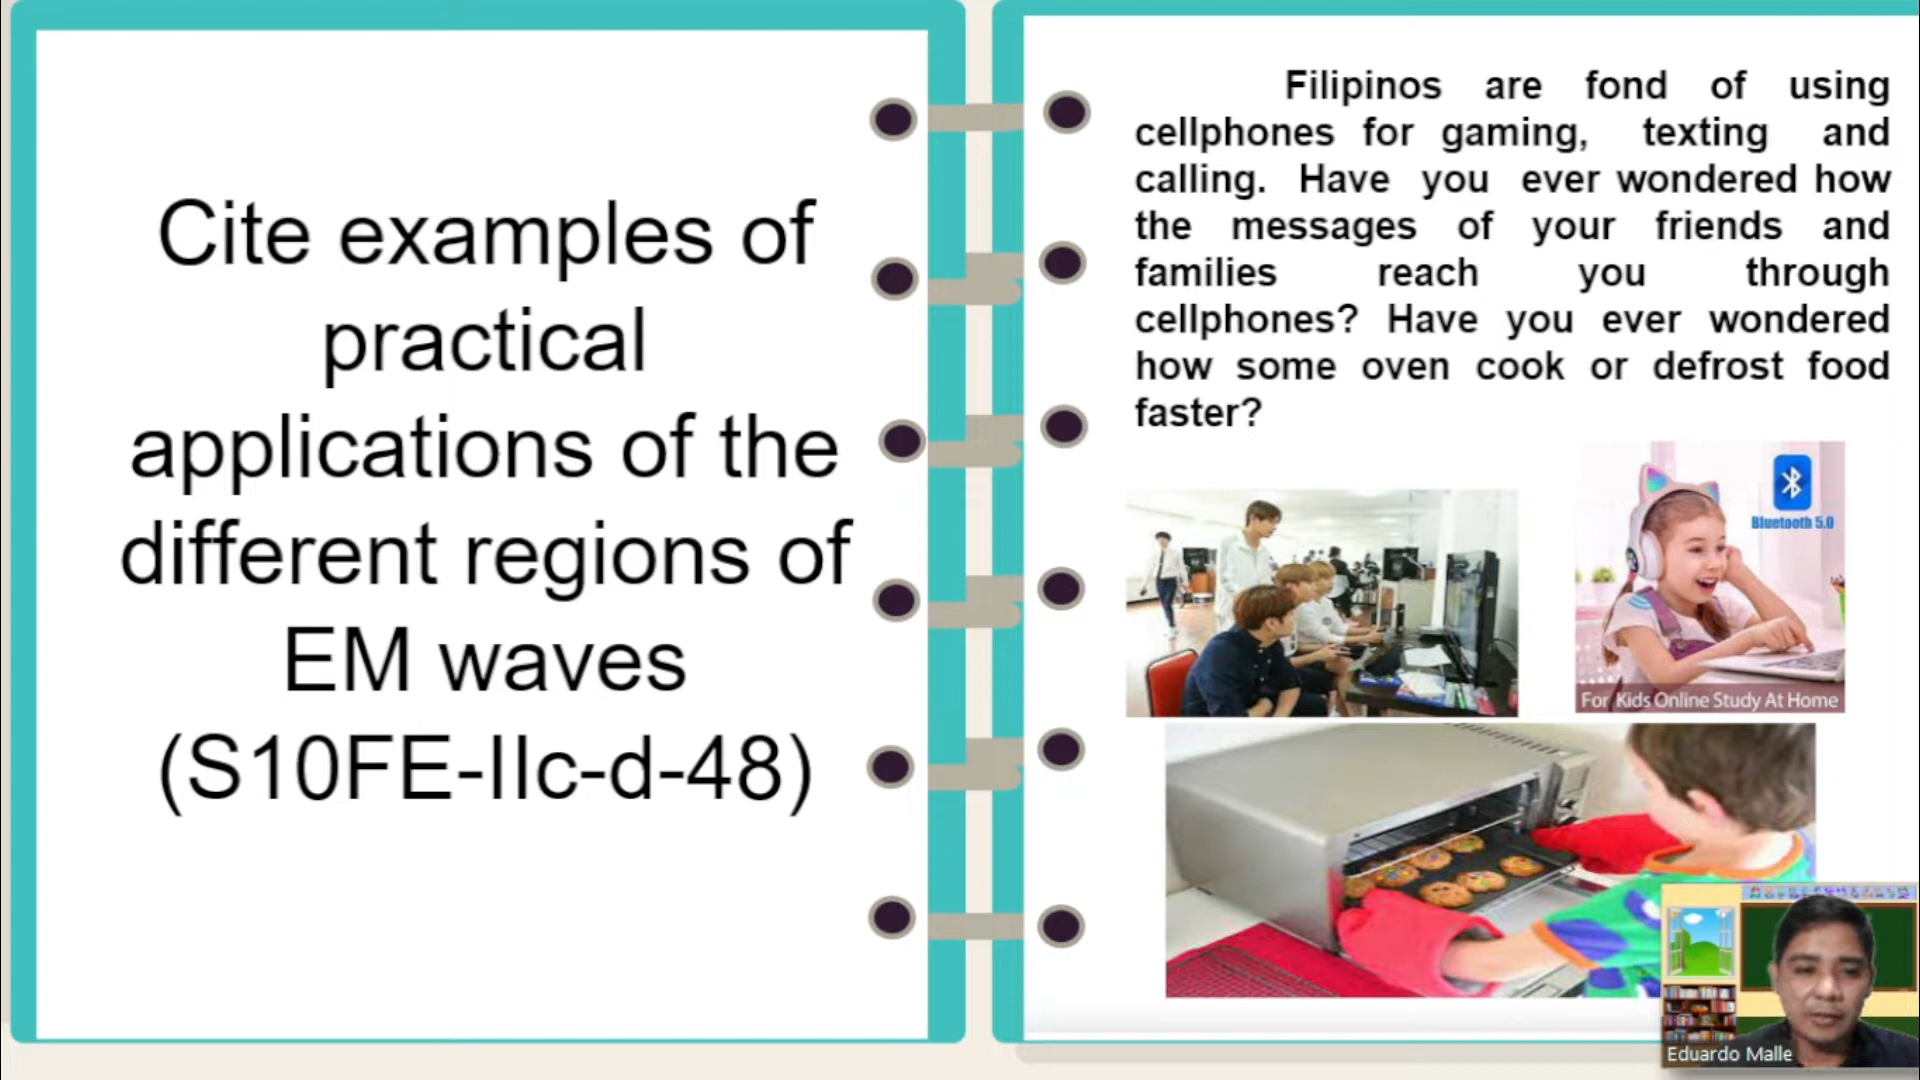 Cite examples of
practical
applications of the
different regions of
EM waves
(S10FE-IIc-d-48)
Filipinos are fond of using
cellphones for gaming, texting and
calling. Have you ever wondered how
the messages of your friends and
families reach you through
cellphones? Have you ever wondered
how some oven cook or defrost food
faster?
Bluetooth 5.0
For Kids Online Study At Home
Eduardo Malle